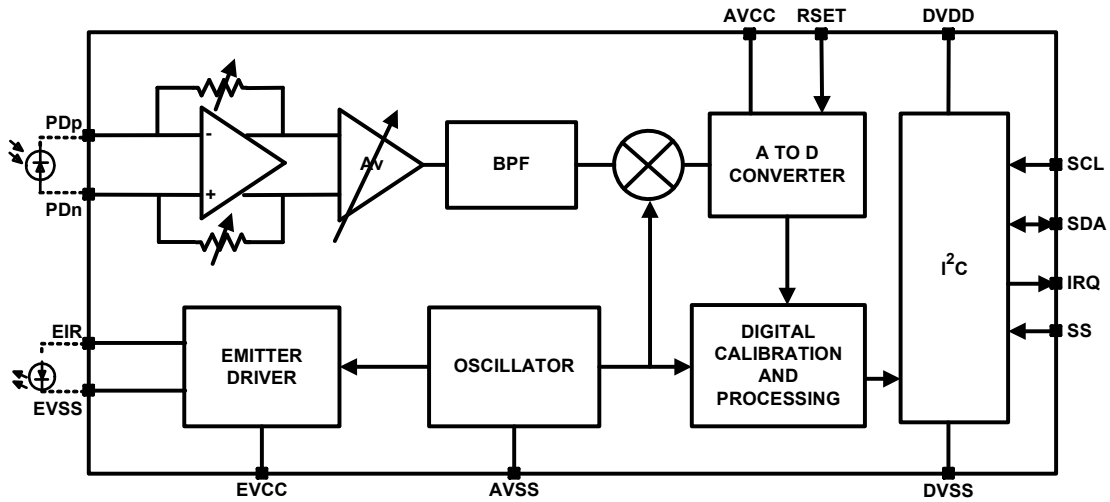 AVCC RSET DVDD
PDp
-
+
PDn
Av
BPF
A TO D
CONVERTER
I²C
SCL
SDA
IRQ
SS
EIR
EVSS
EMITTER
DRIVER
OSCILLATOR
DIGITAL
CALIBRATION
AND
PROCESSING
EVCC AVSS DVSS